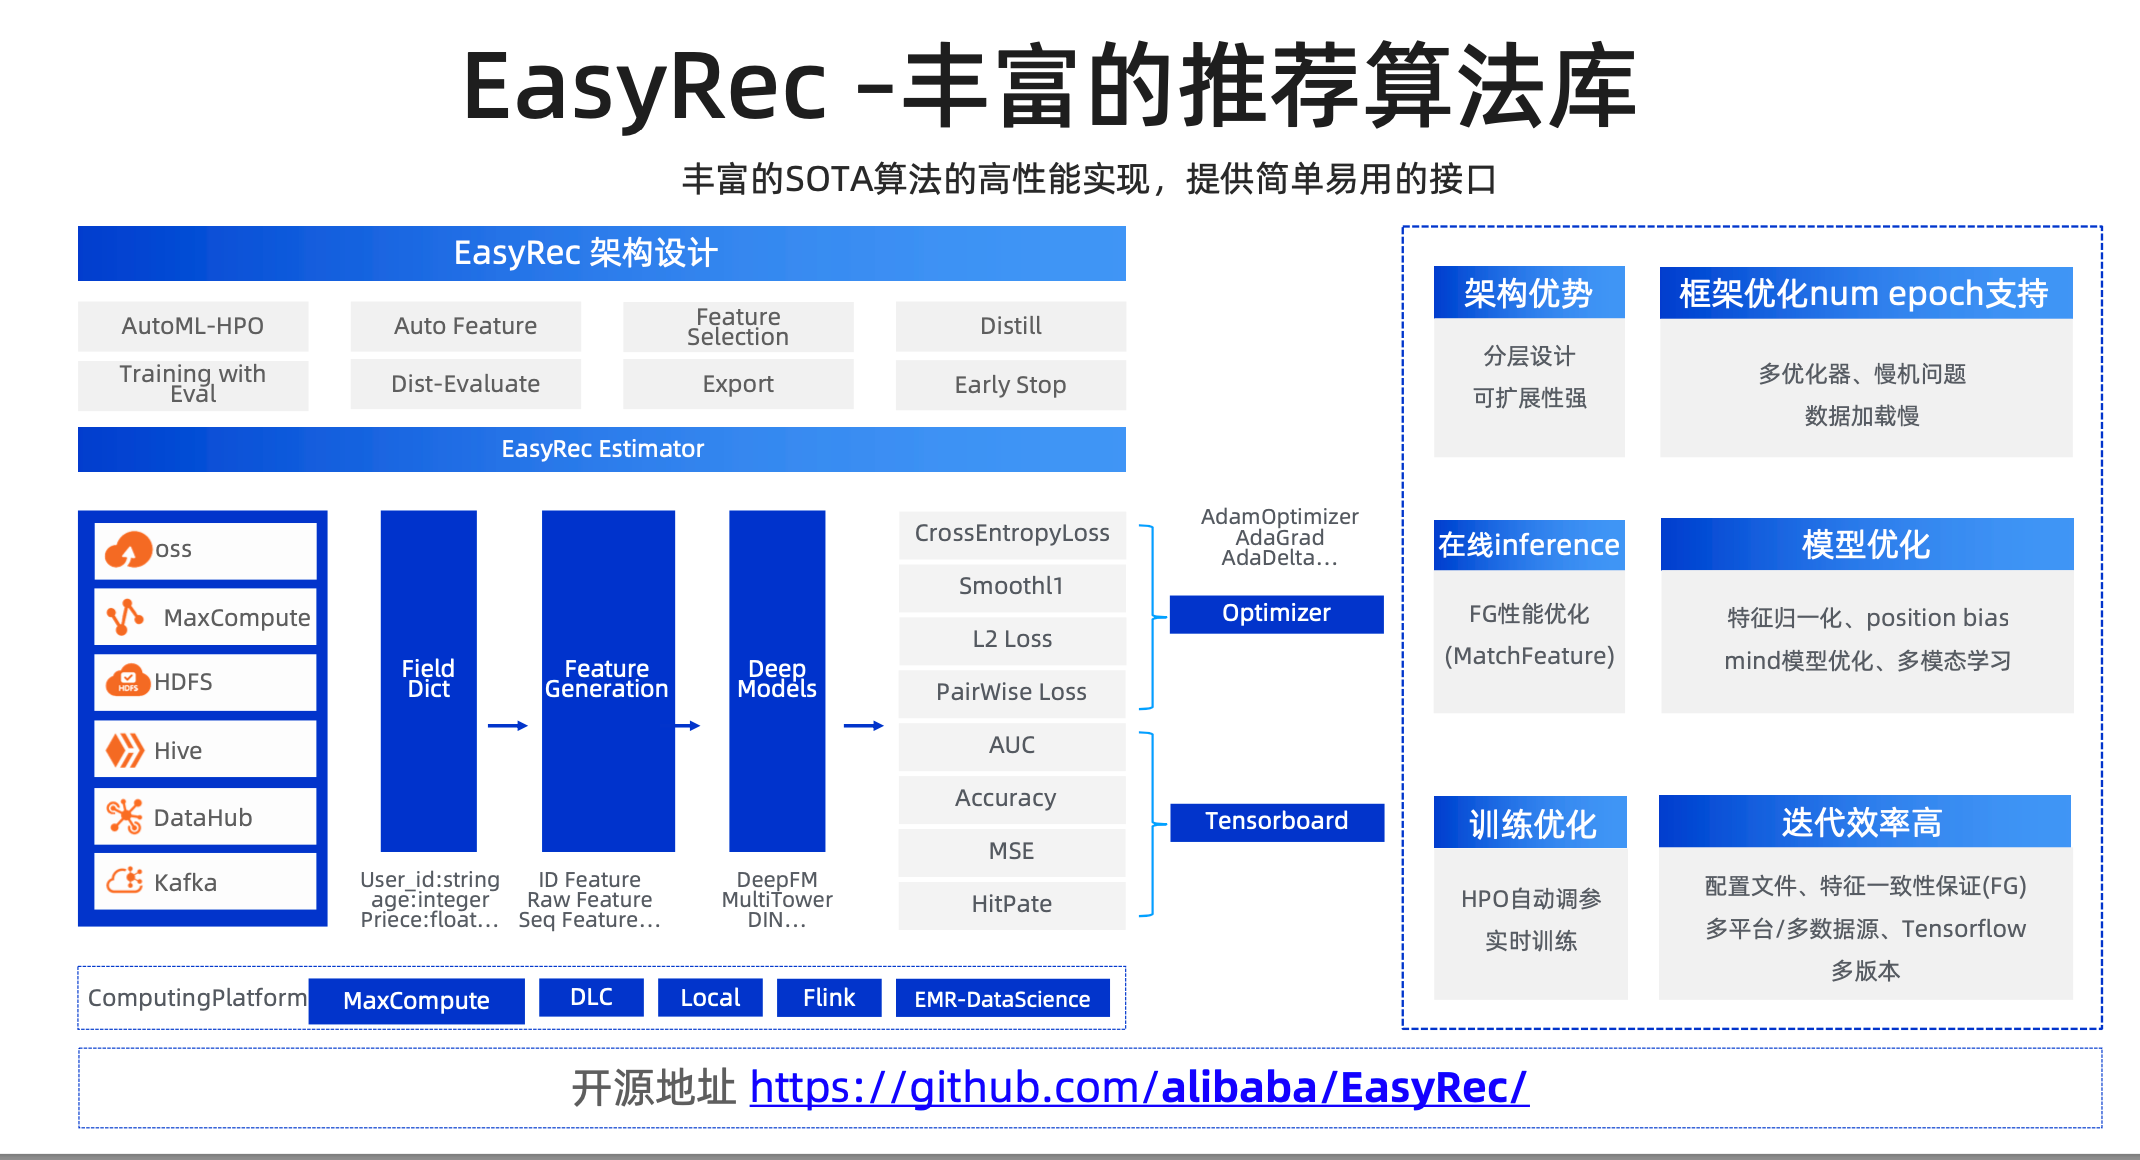 EasyRec –丰富的推荐算法库
丰富的SOTA算法的高性能实现，提供简单易用的接口
EasyRec 架构设计
AutoML-HPO
Auto Feature
Feature
Selection
Distill
Training with
Eval
Dist-Evaluate
Export
Early Stop
EasyRec Estimator
oss
MaxCompute
HDFS
HDFS
Hive
DataHub
Kafka
Field
Dict
User_id:string
age:integer
Priece:float…
Feature
Generation
ID Feature
Raw Feature
Seq Feature…
Deep
Models
DeepFM
MultiTower
DIN…
CrossEntropyLoss
Smoothl1
L2 Loss
PairWise Loss
AUC
Accuracy
MSE
HitPate
AdamOptimizer
AdaGrad
AdaDelta…
Optimizer
Tensorboard
ComputingPlatform
MaxCompute
DLC
Local
Flink
EMR-DataScience
架构优势
分层设计
可扩展性强
框架优化num epoch支持
多优化器、慢机问题
数据加载慢
在线inference
FG性能优化
(MatchFeature)
模型优化
特征归一化、position bias
mind模型优化、多模态学习
训练优化
HPO自动调参
实时训练
迭代效率高
配置文件、特征一致性保证(FG)
多平台/多数据源、Tensorflow
多版本
开源地址 https://github.com/alibaba/EasyRec/